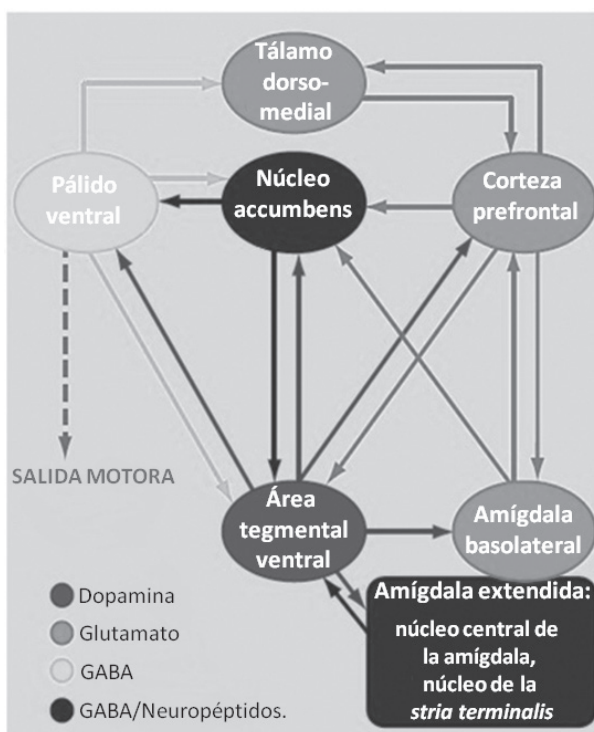 Tálamo
dorso-
medial
Pálido
ventral
Núcleo
accumbens
Corteza
prefrontal
SALIDA MOTORA
Área
tegmental
ventral
Amígdala
basolateral
Amígdala extendida:
núcleo central de
la amígdala,
núcleo de la
stria terminalis
Dopamina
Glutamato
GABA
GABA/Neuropéptidos.